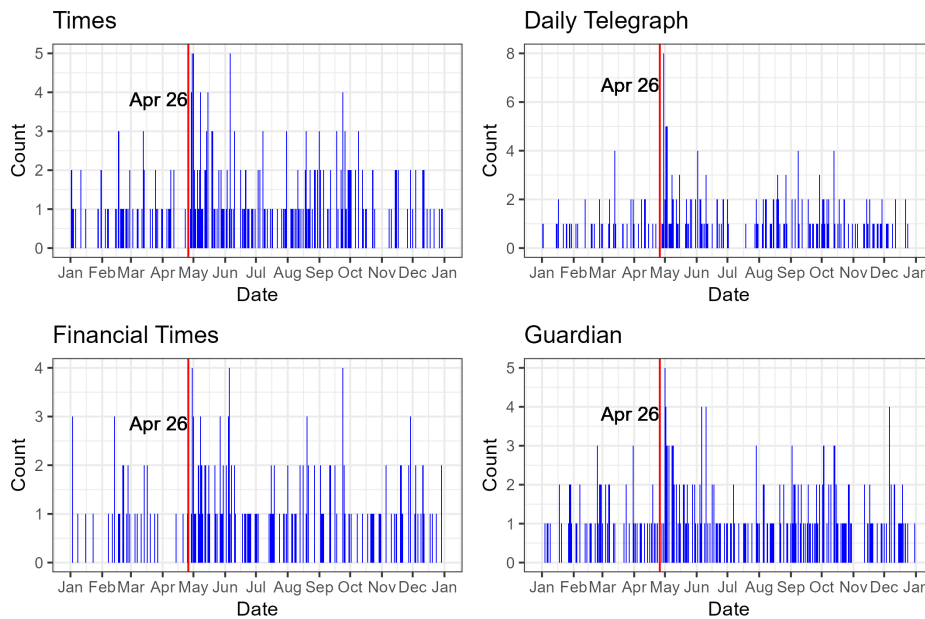 Times
5
4
3
2
1
0
Count
Apr 26
Jan Feb Mar Apr May Jun Jul Aug Sep Oct Nov Dec Jan
Date
Daily Telegraph
8
6
4
2
0
Count
Apr 26
Jan Feb Mar Apr May Jun Jul Aug Sep Oct Nov Dec Jan
Date
Financial Times
4
3
2
1
0
Count
Apr 26
Jan Feb Mar Apr May Jun Jul Aug Sep Oct Nov Dec Jan
Date
Guardian
5
4
3
2
1
0
Count
Apr 26
Jan Feb Mar Apr May Jun Jul Aug Sep Oct Nov Dec Jan
Date